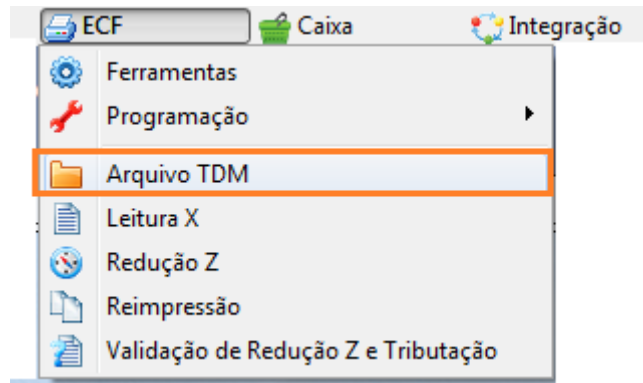 ECF Caixa Integração
Ferramentas
Programação
Arquivo TDM
Leitura X
Redução Z
Reimpressão
Validação de Redução Z e Tributação